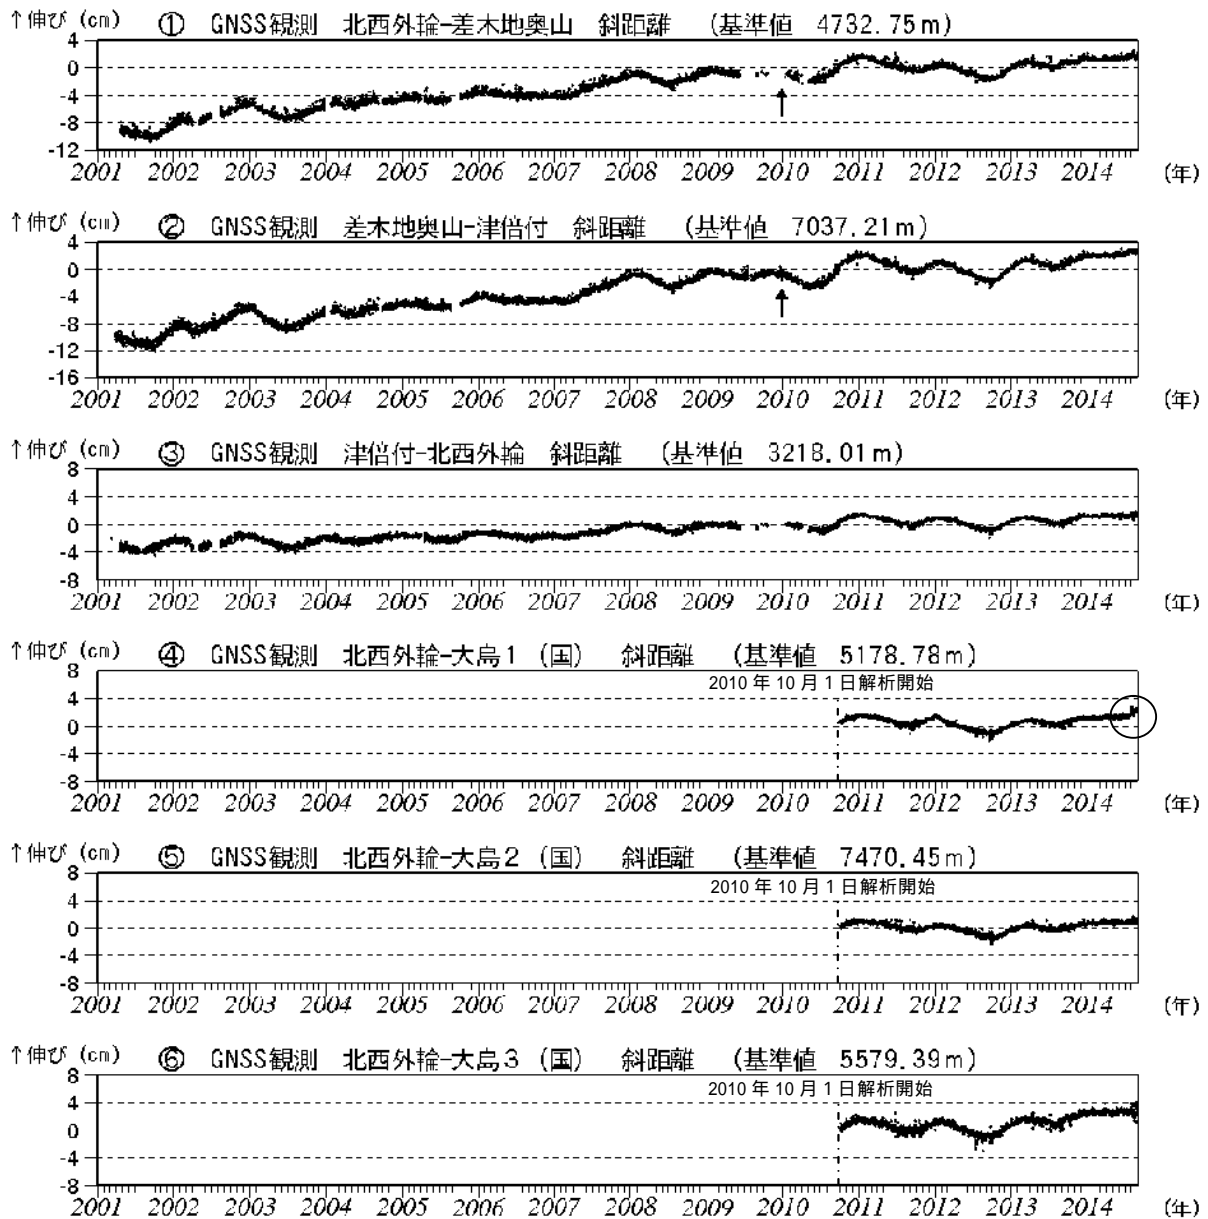 ↑伸び (cm) ① GNSS観測 北西外輪-差木地奥山 斜距離 (基準値 4732.75m)
4
0
-4
-8
-12
2001 2002 2003 2004 2005 2006 2007 2008 2009 2010 2011 2012 2013 2014 (年)
↑伸び (cm) ② GNSS観測 差木地奥山-津倍付 斜距離 (基準値 7037.21m)
4
0
-4
-8
-12
-16
2001 2002 2003 2004 2005 2006 2007 2008 2009 2010 2011 2012 2013 2014 (年)
↑伸び (cm) ③ GNSS観測 津倍付-北西外輪 斜距離 (基準値 3218.01m)
8
4
0
-4
-8
2001 2002 2003 2004 2005 2006 2007 2008 2009 2010 2011 2012 2013 2014 (年)
↑伸び (cm) ④ GNSS観測 北西外輪-大島1 (国) 斜距離 (基準値 5178.78m)
2010年10月1日解析開始
8
4
0
-4
-8
2001 2002 2003 2004 2005 2006 2007 2008 2009 2010 2011 2012 2013 2014 (年)
↑伸び (cm) ⑤ GNSS観測 北西外輪-大島2 (国) 斜距離 (基準値 7470.45m)
2010年10月1日解析開始
8
4
0
-4
-8
2001 2002 2003 2004 2005 2006 2007 2008 2009 2010 2011 2012 2013 2014 (年)
↑伸び (cm) ⑥ GNSS観測 北西外輪-大島3 (国) 斜距離 (基準値 5579.39m)
2010年10月1日解析開始
8
4
0
-4
-8
2001 2002 2003 2004 2005 2006 2007 2008 2009 2010 2011 2012 2013 2014 (年)